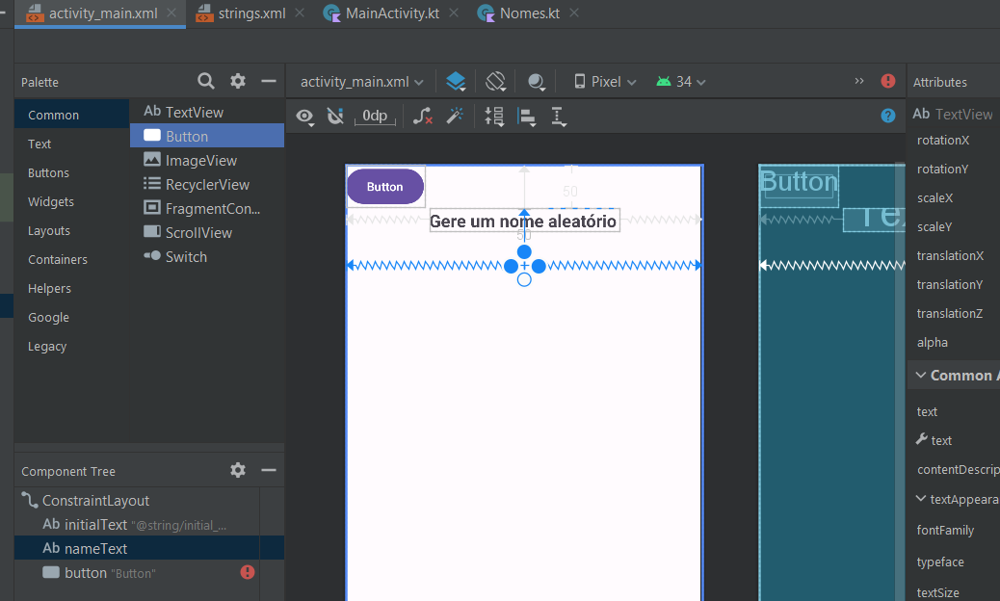 activity_main.xml strings.xml MainActivity.kt Nomes.kt
Palette
Common
Text
Buttons
Widgets
Layouts
Containers
Helpers
Google
Legacy
Ab TextView
Button
ImageView
RecyclerView
FragmentCon...
ScrollView
Switch
activity_main.xml Pixel 34
0dp
Button
50
Gere um nome aleatório
50
Button
Te
Component Tree
ConstraintLayout
Ab initialText "@string/initial_...
Ab nameText
button "Button"
Attributes
Ab TextView
rotationX
rotationY
scaleX
scaleY
translationX
translationY
translationZ
alpha
Common A
text
text
contentDescrip
textAppeara
fontFamily
typeface
textSize